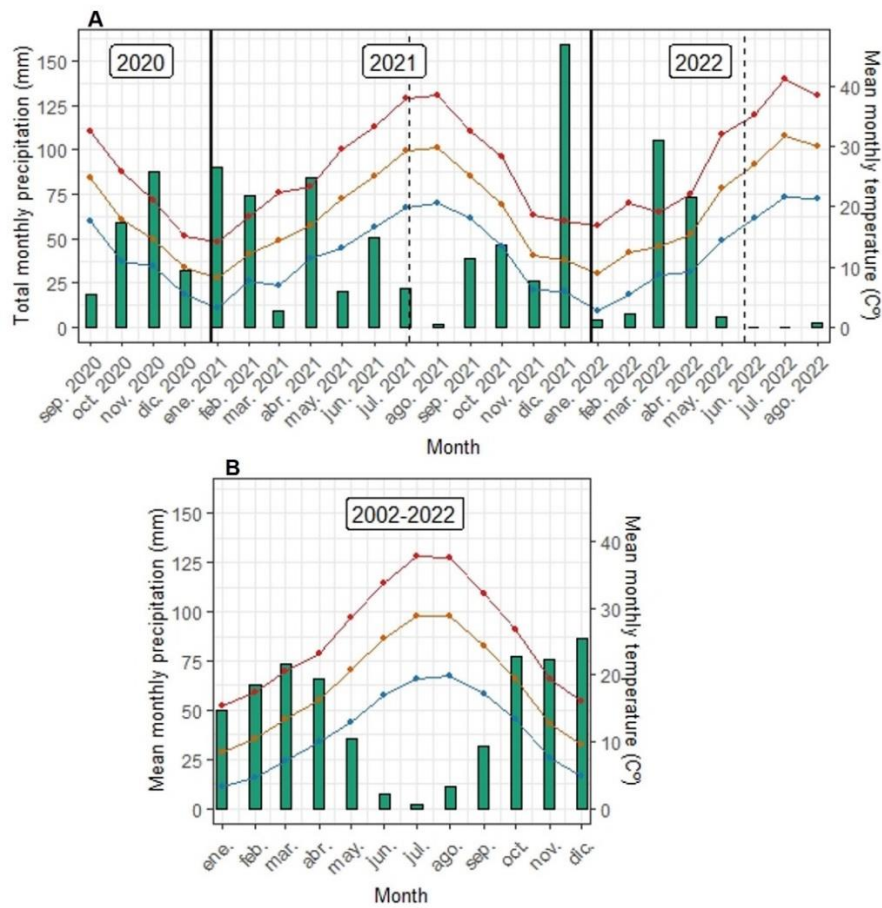 A
2020
2021
2022
Total monthly precipitation (mm)
150
125
100
75
50
25
0
40
30
20
10
0
Mean monthly temperature (Cº)
sep. 2020
oct. 2020
nov. 2020
dic. 2020
ene. 2021
feb. 2021
mar. 2021
abr. 2021
may. 2021
jun. 2021
jul. 2021
ago. 2021
sep. 2021
oct. 2021
nov. 2021
dic. 2021
ene. 2022
feb. 2022
mar. 2022
abr. 2022
may. 2022
jun. 2022
jul. 2022
ago. 2022
Month
B
2002-2022
Mean monthly precipitation (mm)
150
125
100
75
50
25
0
40
30
20
10
0
Mean monthly temperature (Cº)
ene.
feb.
mar.
abr.
may.
jun.
jul.
ago.
sep.
oct.
nov.
dic.
Month